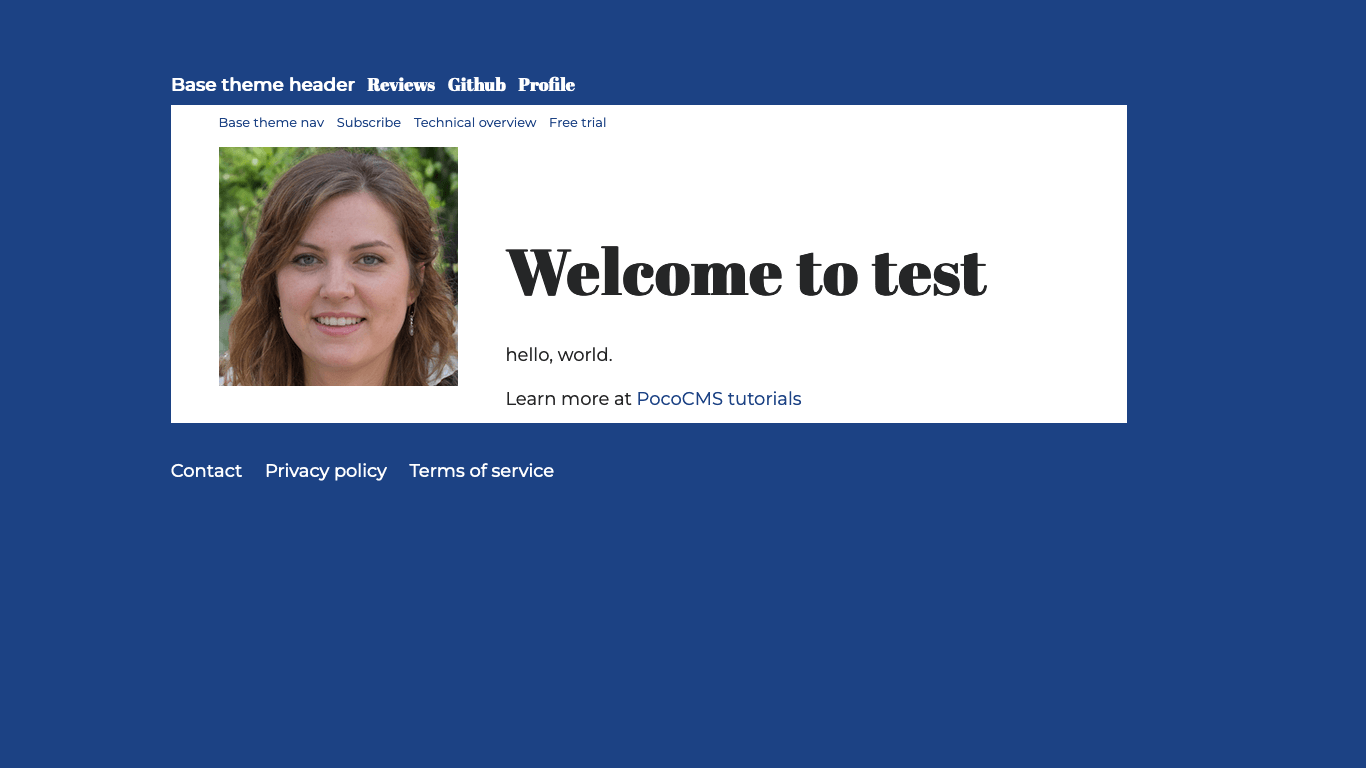 Base theme header Reviews Github Profile
Base theme nav Subscribe Technical overview Free trial
Welcome to test
hello, world.
Learn more at PocoCMS tutorials
Contact Privacy policy Terms of service